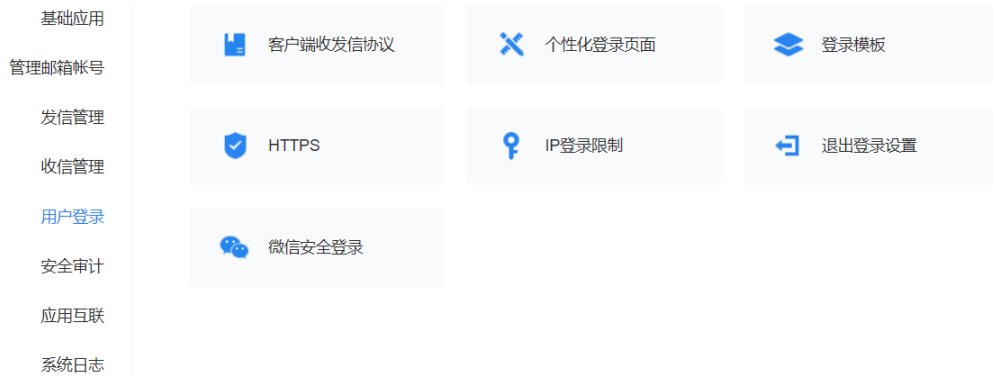 基础应用
管理邮箱帐号
发信管理
收信管理
用户登录
安全审计
应用互联
系统日志
客户端收发信协议
个性化登录页面
登录模板
HTTPS
IP登录限制
退出登录设置
微信安全登录